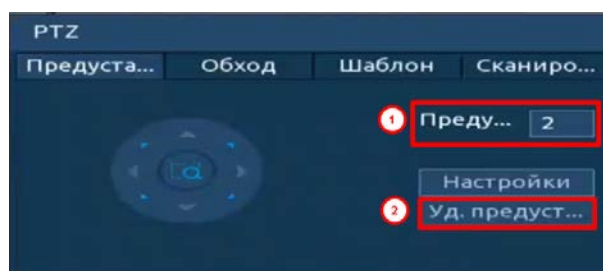 PTZ
Предуста... Обход Шаблон Сканиро...
1 Преду... 2
Настройки
2 Уд. предуст...